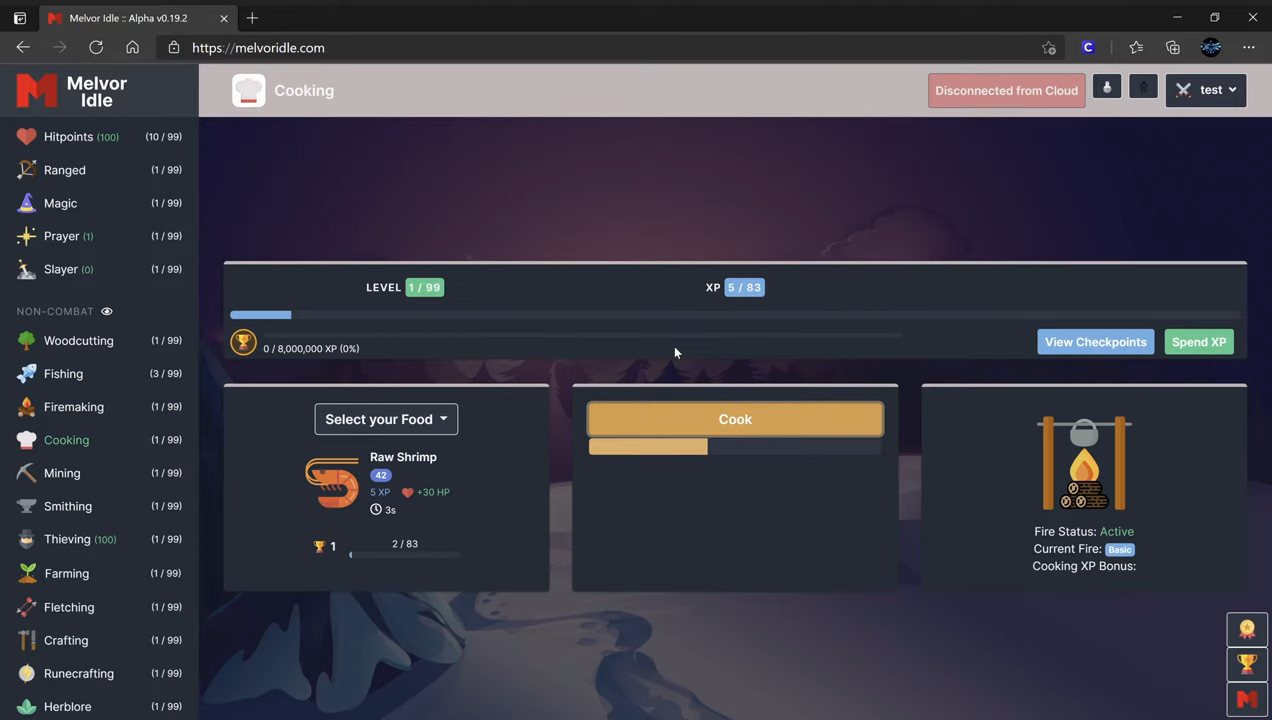 Melvor Idle :: Alpha v0.19.2
https://melvoridle.com
C
Melvor
Idle
Cooking
Disconnected from Cloud
test
Hitpoints (100) (10 / 99)
Ranged (1 / 99)
Magic (1 / 99)
Prayer (1) (1 / 99)
Slayer (0) (1 / 99)
NON-COMBAT
Woodcutting (1 / 99)
Fishing (3 / 99)
Firemaking (1 / 99)
Cooking (1 / 99)
Mining (1 / 99)
Smithing (1 / 99)
Thieving (100) (1 / 99)
Farming (1 / 99)
Fletching (1 / 99)
Crafting (1 / 99)
Runecrafting (1 / 99)
Herblore (1 / 99)
LEVEL 1 / 99 XP 5 / 83
0 / 8,000,000 XP (0%)
View Checkpoints Spend XP
Select your Food
Raw Shrimp
42
5 XP +30 HP
3s
1 2 / 83
Cook
Fire Status: Active
Current Fire: Basic
Cooking XP Bonus: